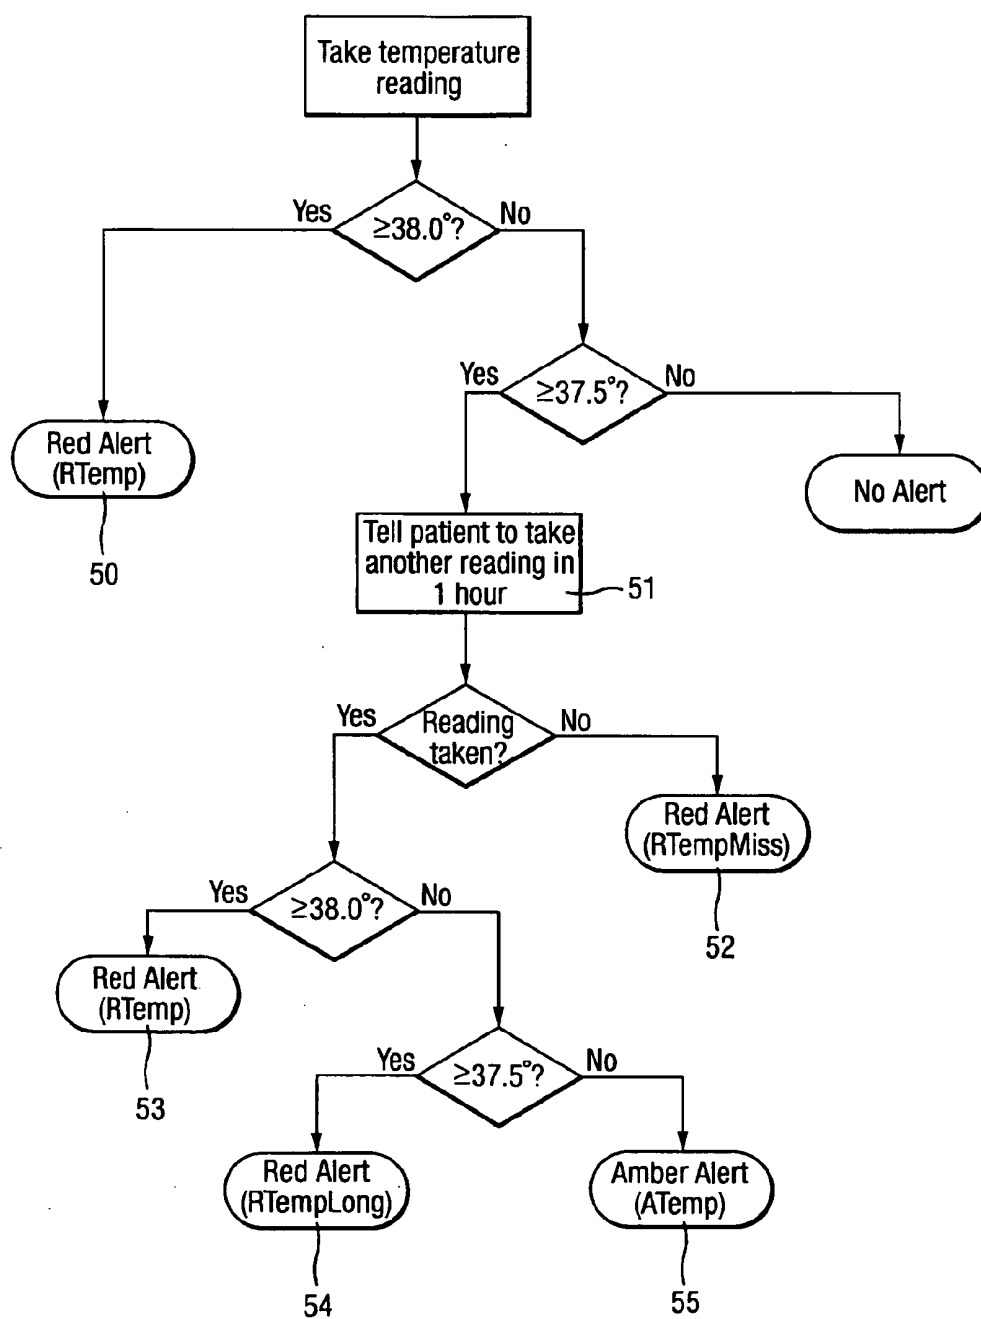 Take temperature
reading
Yes
≥38.0°?
No
Yes
≥37.5°?
No
Red Alert
(RTemp)
50
No Alert
Tell patient to take
another reading in
1 hour
51
Yes
Reading
taken?
No
Red Alert
(RTempMiss)
52
Yes
≥38.0°?
No
Red Alert
(RTemp)
53
Yes
≥37.5°?
No
Red Alert
(RTempLong)
54
Amber Alert
(ATemp)
55